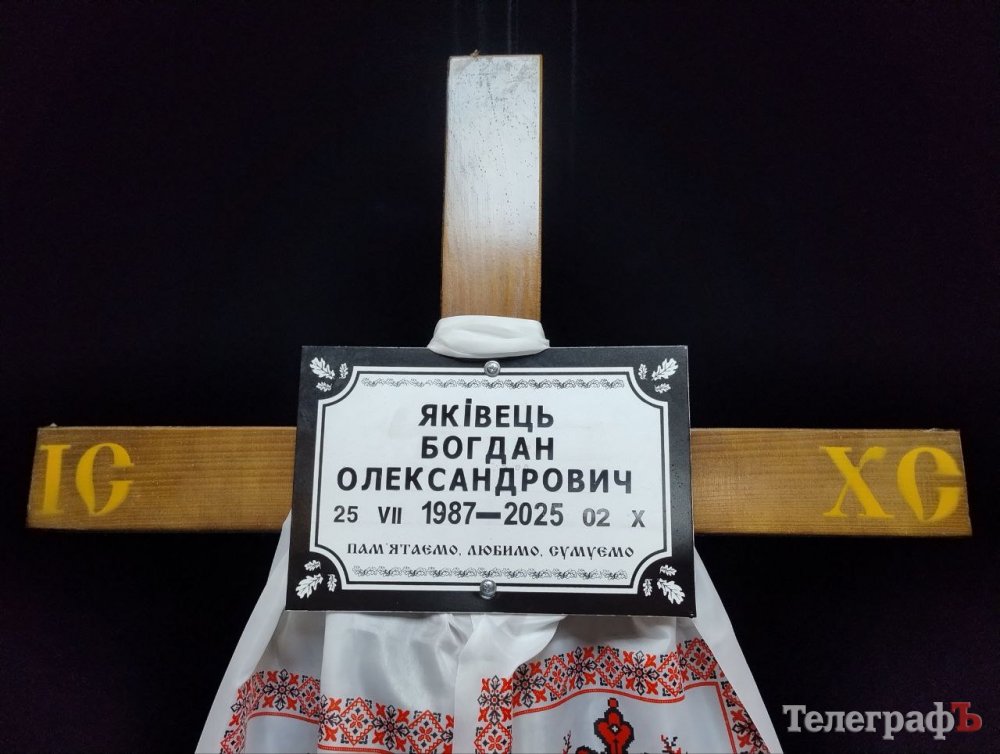 ЯКІВЕЦЬ
БОГДАН
ОЛЕКСАНДРОВИЧ
25 VII 1987—2025 02 X
ПАМ'ЯТАЄМО, ЛЮБИМО, СУМУЄМО
ІС ХС
ТелеграфЪ